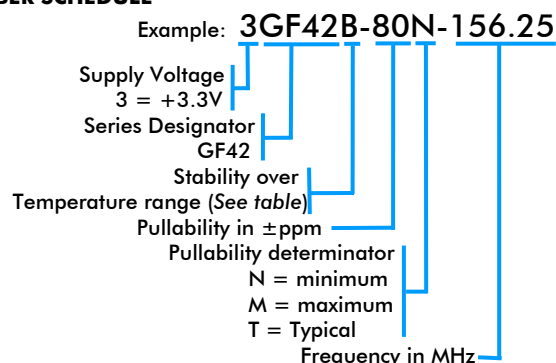 Example: 3GF42B-80N-156.25
Supply Voltage
3 = +3.3V
Series Designator
GF42
Stability over
Temperature range (See table)
Pullability in ±ppm
Pullability determinator
N = minimum
M = maximum
T = Typical
Frequency in MHz